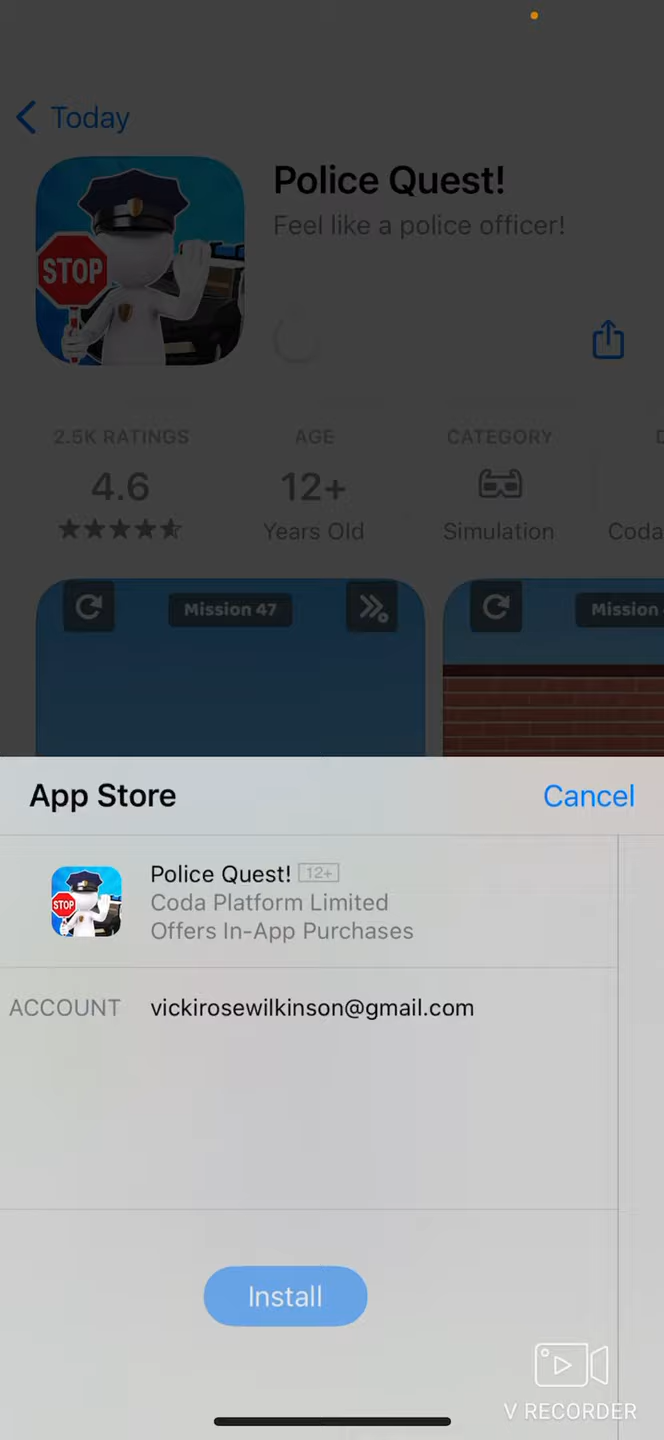 Today
Police Quest!
Feel like a police officer!
STOP
2.5K RATINGS
AGE
CATEGORY
4.6
12+
Years Old
Simulation
Coda
Mission 47
Mission
App Store
Cancel
Police Quest! 12+
STOP
Coda Platform Limited
Offers In-App Purchases
ACCOUNT
vickirosewilkinson@gmail.com
Install
V RECORDER